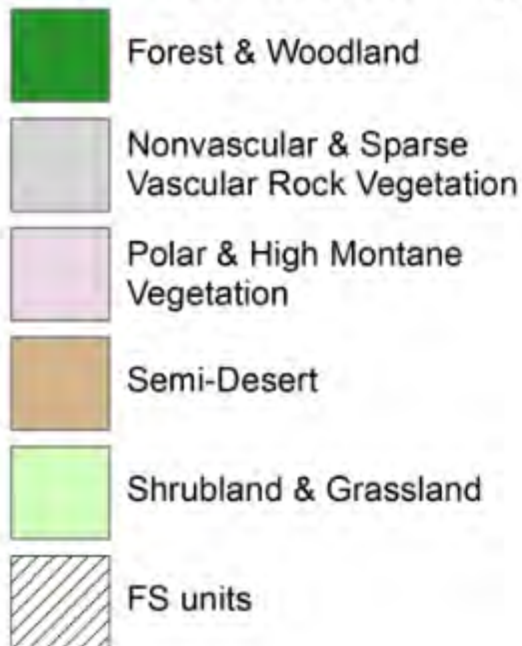 Forest & Woodland
Nonvascular & Sparse
Vascular Rock Vegetation
Polar & High Montane
Vegetation
Semi-Desert
Shrubland & Grassland
FS units